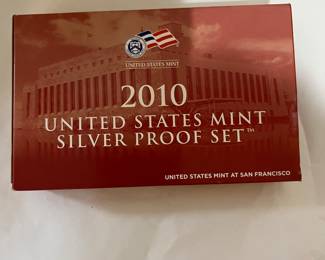 UNITED STATES MINT
2010
UNITED STATES MINT
SILVER PROOF SET™
UNITED STATES MINT AT SAN FRANCISCO